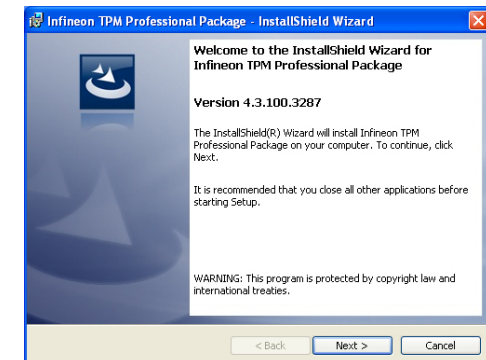 Infineon TPM Professional Package - InstallShield Wizard
Welcome to the InstallShield Wizard for
Infineon TPM Professional Package
Version 4.3.100.3287
The InstallShield(R) Wizard will install Infineon TPM
Professional Package on your computer. To continue, click
Next.
It is recommended that you close all other applications before
starting Setup.
WARNING: This program is protected by copyright law and
international treaties.
< Back Next > Cancel